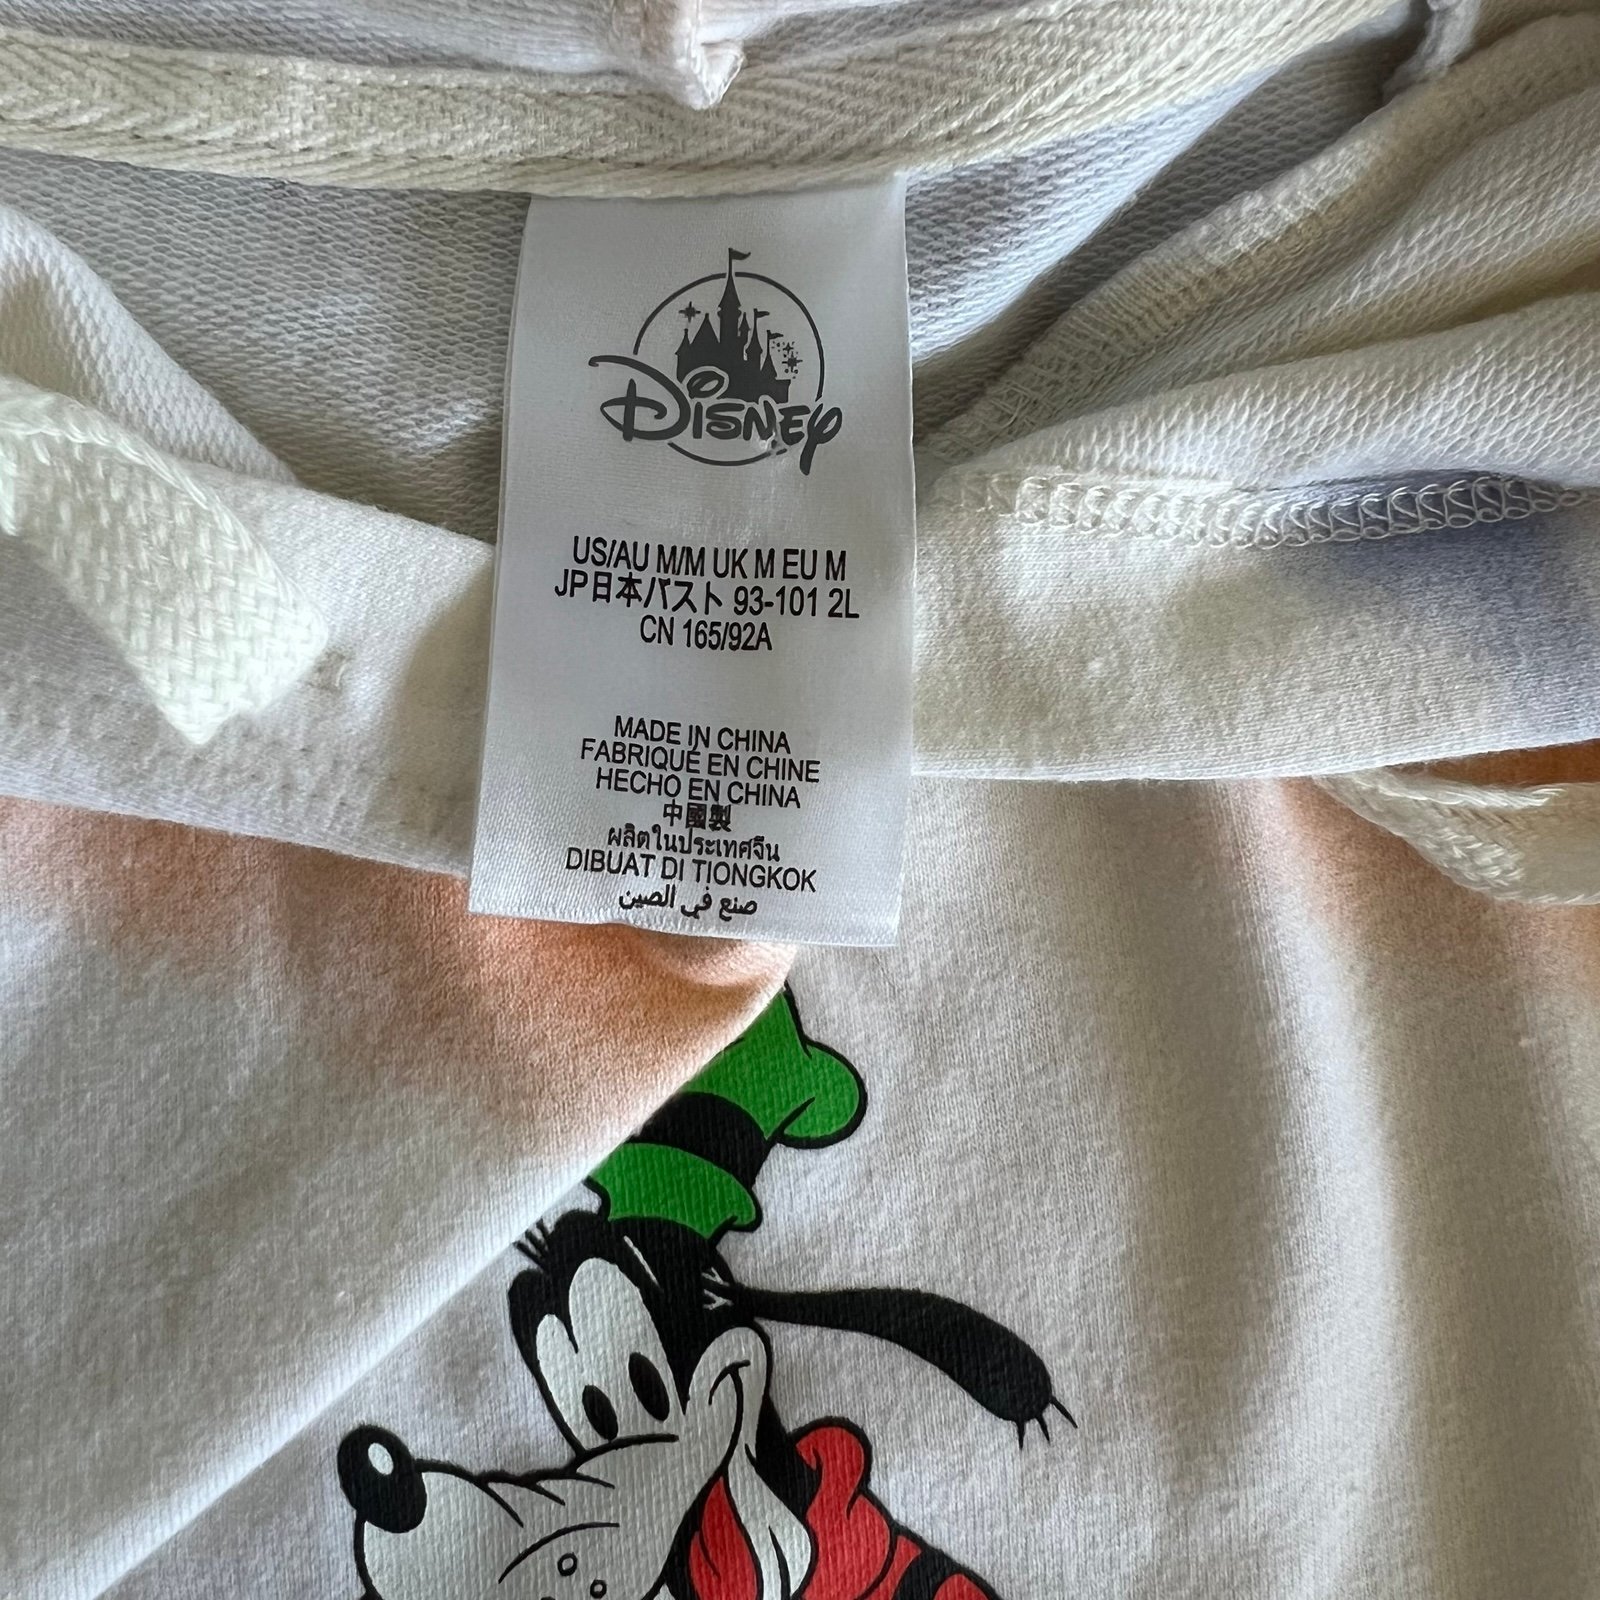 Disney
US/AU M/M UK M EU M
JP日本バスト 93-101 2L
CN 165/92A
MADE IN CHINA
FABRIQUÉ EN CHINE
HECHO EN CHINA
中國製
ผลิตในประเทศจีน
DIBUAT DI TIONGKOK
صنع في الصين